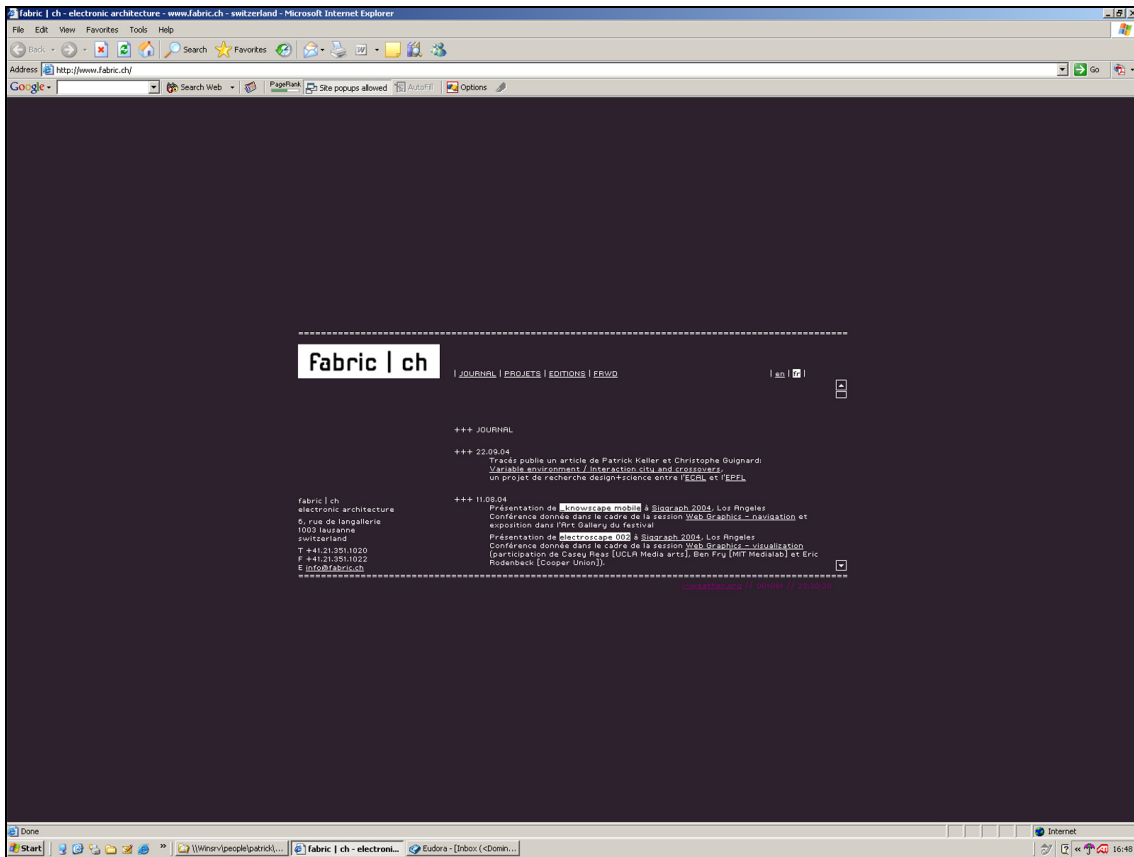 fabric | ch - electronic architecture - www.fabric.ch - switzerland - Microsoft Internet Explorer
File Edit View Favorites Tools Help
Back Search Favorites
Address http://www.fabric.ch/ Go
Google Search Web PageRank Site popups allowed AutoFill Options
fabric | ch
| JOURNAL | PROJETS | EDITIONS | FRWD
| en | fr |
+++ JOURNAL
+++ 22.09.04
Tracés publie un article de Patrick Keller et Christophe Guignard:
Variable environment / Interaction city and crossovers,
un projet de recherche design+science entre l'ECAL et l'EPFL
+++ 11.08.04
Présentation de _knowscape mobile à Siggraph 2004, Los Angeles
Conférence donnée dans le cadre de la session Web Graphics – navigation et
exposition dans l'Art Gallery du festival
Présentation de electroscape 002 à Siggraph 2004, Los Angeles
Conférence donnée dans le cadre de la session Web Graphics – visualization
(participation de Casey Reas [UCLA Media arts], Ben Fry [MIT Medialab] et Eric
Rodenbeck [Cooper Union]).
fabric | ch
electronic architecture
6, rue de langallerie
1003 lausanne
switzerland
T +41.21.351.1020
F +41.21.351.1022
E info@fabric.ch
Done Internet
Start \\Winsrv\people\patrick\... fabric | ch - electroni... Eudora - [Inbox (<Domin... 16:48